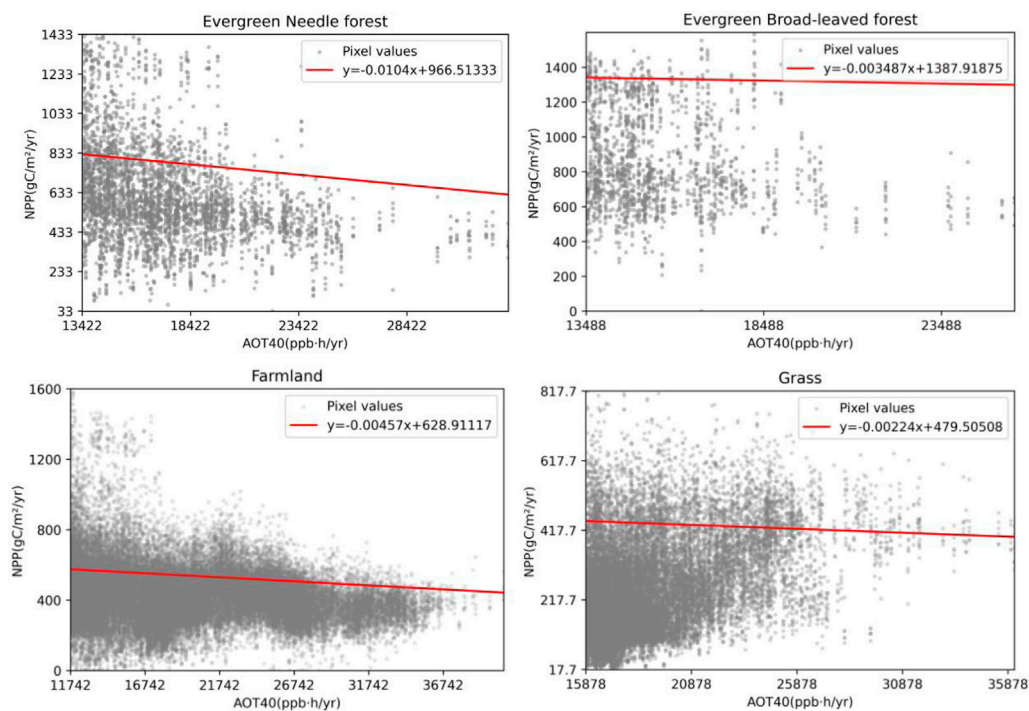 Evergreen Needle forest
1433
1233
1033
833
633
433
233
33
NPP(gC/m²/yr)
Pixel values
y=-0.0104x+966.51333
13422
18422
23422
28422
AOT40(ppb·h/yr)
Evergreen Broad-leaved forest
1400
1200
1000
800
600
400
200
0
NPP(gC/m²/yr)
Pixel values
y=-0.003487x+1387.91875
13488
18488
23488
AOT40(ppb·h/yr)
Farmland
1600
1200
800
400
0
NPP(gC/m²/yr)
Pixel values
y=-0.00457x+628.91117
11742
16742
21742
26742
31742
36742
AOT40(ppb·h/yr)
Grass
817.7
617.7
417.7
217.7
17.7
NPP(gC/m²/yr)
Pixel values
y=-0.00224x+479.50508
15878
20878
25878
30878
35878
AOT40(ppb·h/yr)